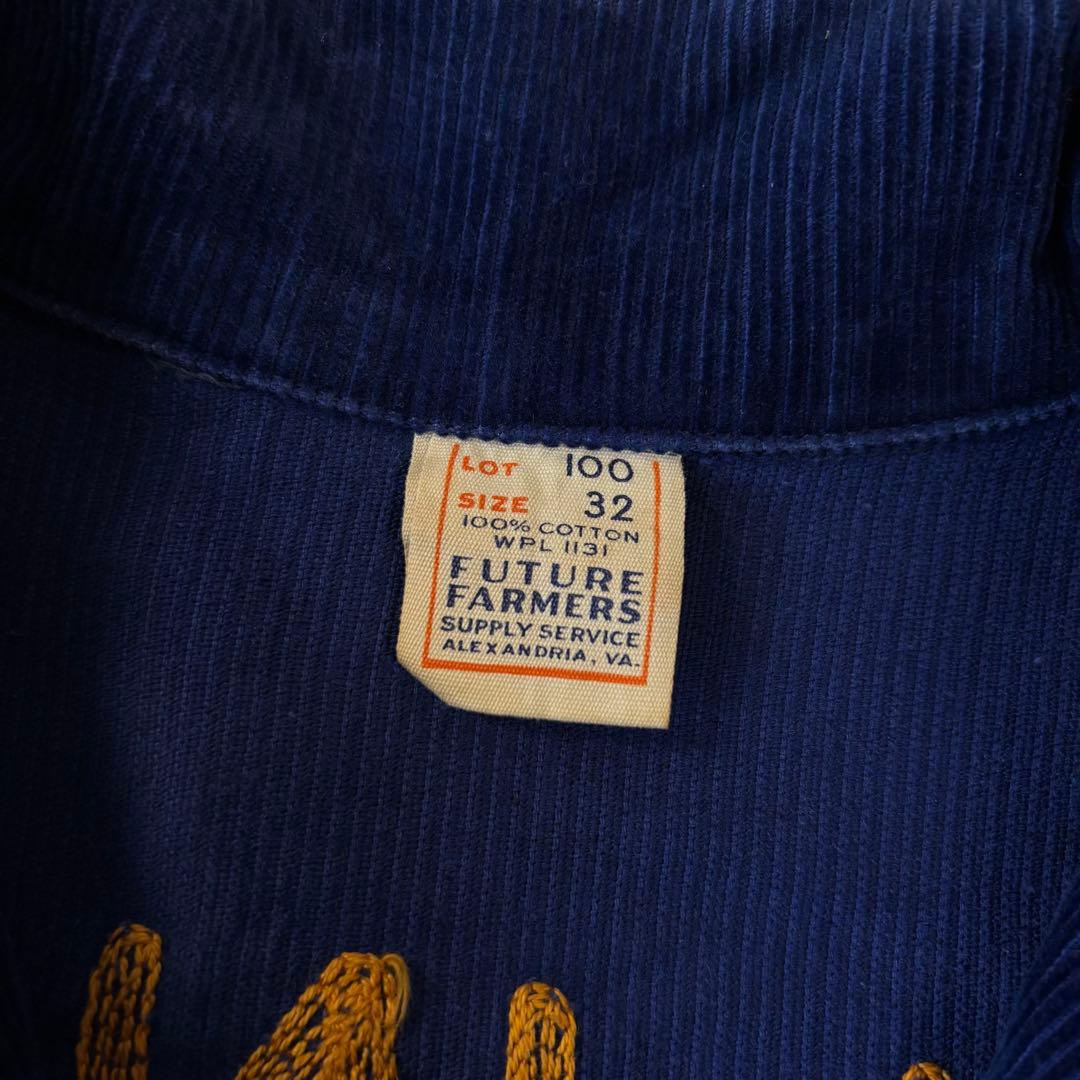 LOT 100
SIZE 32
100% COTTON
WPL 1131
FUTURE
FARMERS
SUPPLY SERVICE
ALEXANDRIA, VA.